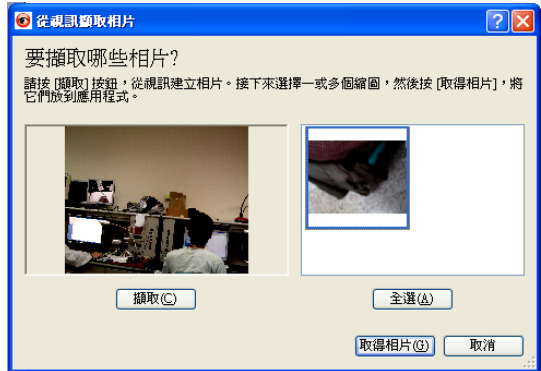 從視訊擷取相片
要擷取哪些相片?
請按 [擷取] 按鈕，從視訊建立相片。接下來選擇一或多個縮圖，然後按 [取得相片]，將
它們放到應用程式。
擷取(C)
全選(A)
取得相片(G)
取消